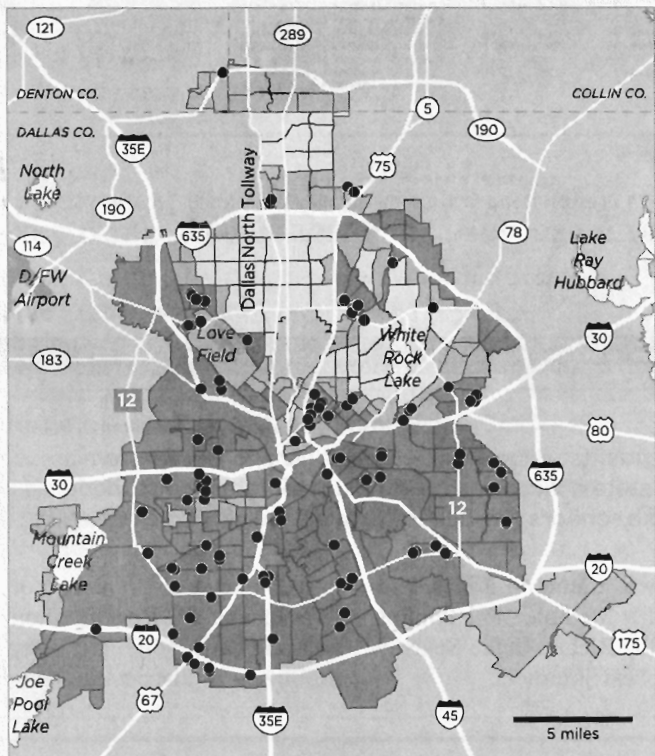 121
289
DENTON CO.
COLLIN CO.
DALLAS CO.
5
190
35E
75
North
Lake
Dallas North Tollway
190
635
78
114
D/FW
Airport
Lake
Ray
Hubbard
Love
Field
White
Rock
Lake
30
183
12
80
30
635
12
Mountain
Creek
Lake
20
20
175
Joe
Pool
Lake
67
35E
45
5 miles